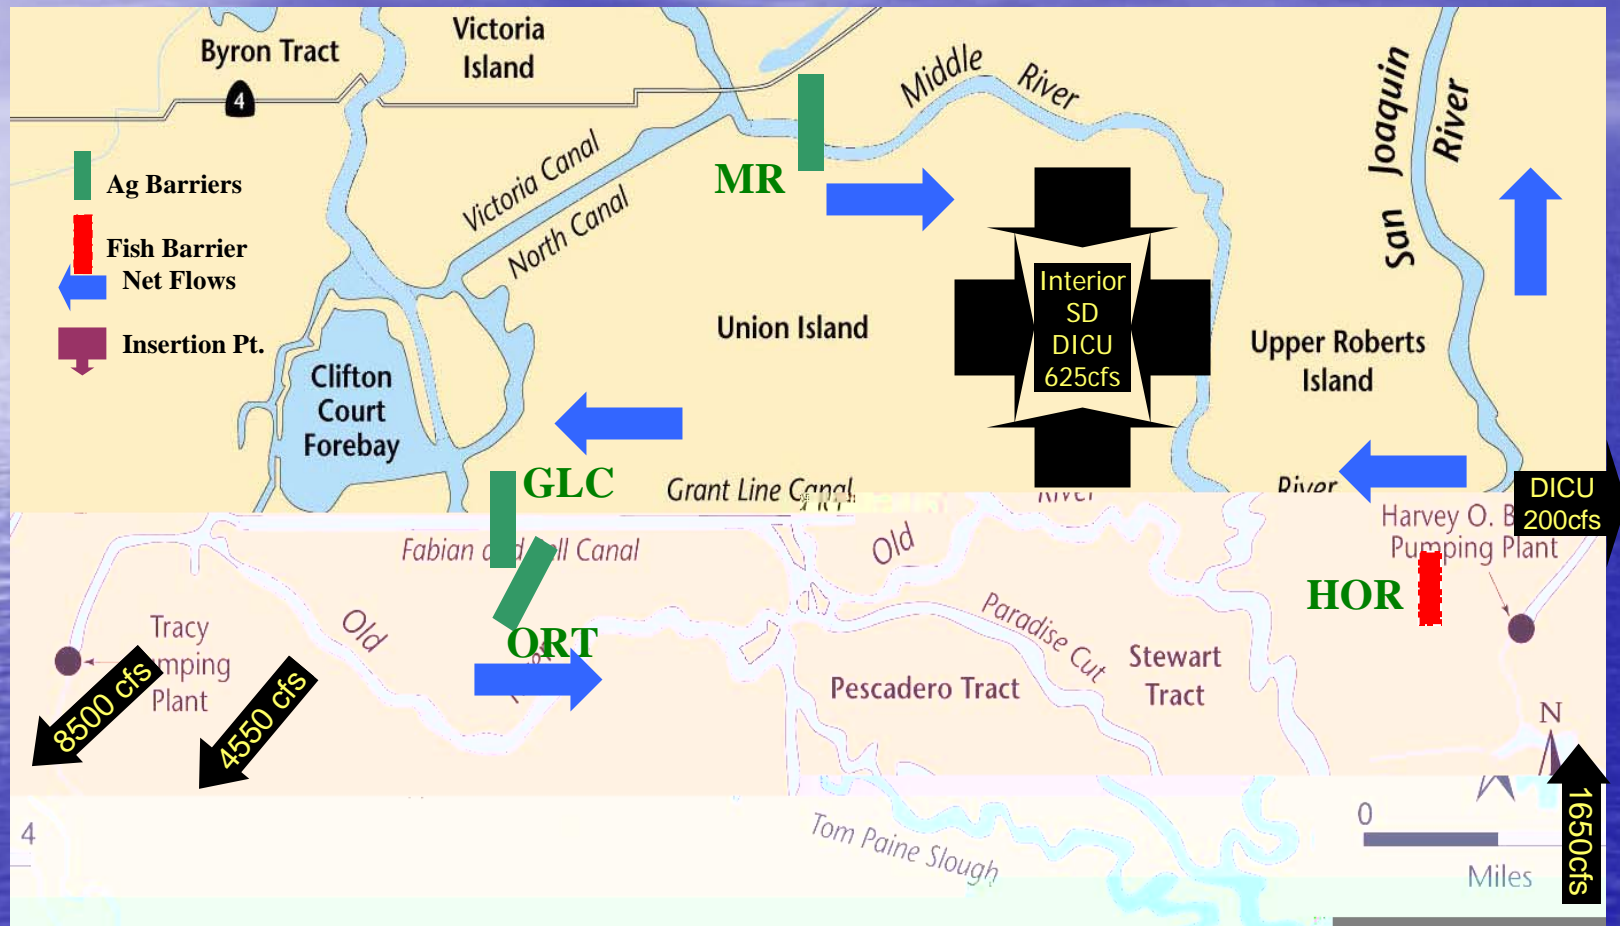 Byron Tract
Victoria
Island
4
Middle River
San Joaquin
River
Victoria Canal
North Canal
Ag Barriers
Fish Barrier
Net Flows
Insertion Pt.
MR
Interior
SD
DICU
625cfs
Union Island
Upper Roberts
Island
Clifton
Court
Forebay
GLC
Grant Line Canal
River
River
DICU
200cfs
Harvey O. B
Pumping Plant
Fabian and ll Canal
Old
HOR
Paradise Cut
Tracy
mping
Plant
Old
ORT
Stewart
Tract
Pescadero Tract
8500 cfs
4550 cfs
N
1650cfs
4
Tom Paine Slough
0
Miles